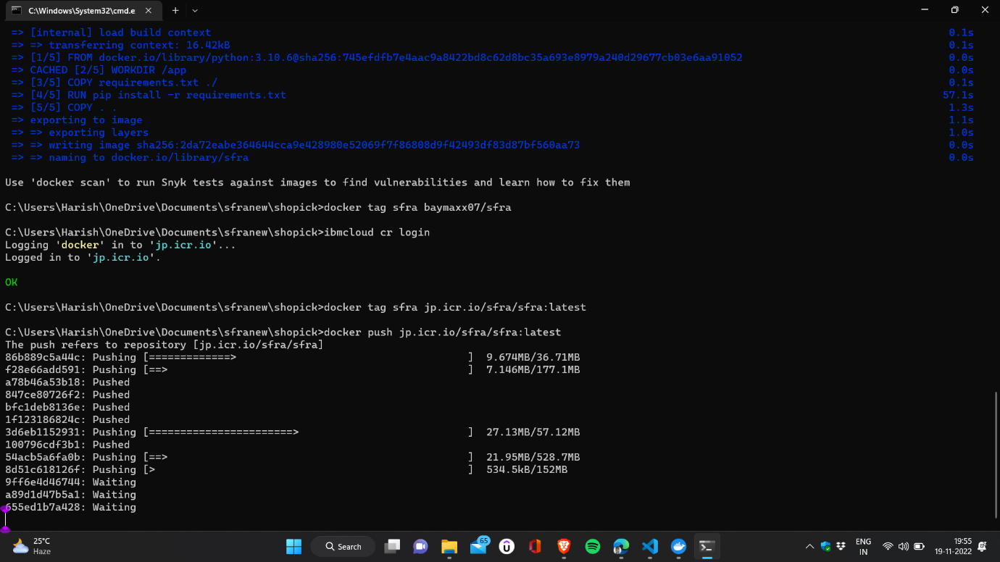 C:\Windows\System32\cmd.e
=> [internal] load build context 0.1s
=> => transferring context: 16.42kB 0.1s
=> [1/5] FROM docker.io/library/python:3.10.6@sha256:745efdfb7e4aac9a8422bd8c62d8bc35a693e8979a240d29677cb03e6aa91052 0.0s
=> CACHED [2/5] WORKDIR /app 0.0s
=> [3/5] COPY requirements.txt ./ 0.1s
=> [4/5] RUN pip install -r requirements.txt 57.1s
=> [5/5] COPY . . 1.3s
=> exporting to image 1.1s
=> => exporting layers 1.0s
=> => writing image sha256:2da72eabe364644cca9e428980e52069f7f86808d9f42493df83d87bf560aa73 0.0s
=> => naming to docker.io/library/sfra 0.0s
Use 'docker scan' to run Snyk tests against images to find vulnerabilities and learn how to fix them
C:\Users\Harish\OneDrive\Documents\sfranew\shopick>docker tag sfra baymaxx07/sfra
C:\Users\Harish\OneDrive\Documents\sfranew\shopick>ibmcloud cr login
Logging 'docker' in to 'jp.icr.io'...
Logged in to 'jp.icr.io'.
OK
C:\Users\Harish\OneDrive\Documents\sfranew\shopick>docker tag sfra jp.icr.io/sfra/sfra:latest
C:\Users\Harish\OneDrive\Documents\sfranew\shopick>docker push jp.icr.io/sfra/sfra:latest
The push refers to repository [jp.icr.io/sfra/sfra]
86b889c5a44c: Pushing [=============> ] 9.674MB/36.71MB
f28e66add591: Pushing [==> ] 7.146MB/177.1MB
a78b46a53b18: Pushed
847ce80726f2: Pushed
bfc1deb8136e: Pushed
1f123186824c: Pushed
3d6eb1152931: Pushing [=======================> ] 27.13MB/57.12MB
100796cdf3b1: Pushed
54acb5a6fa0b: Pushing [==> ] 21.95MB/528.7MB
8d51c618126f: Pushing [> ] 534.5kB/152MB
9ff6e4d46744: Waiting
a89d1d47b5a1: Waiting
655ed1b7a428: Waiting
25°C
Haze
Search
65
ENG
IN
19:55
19-11-2022